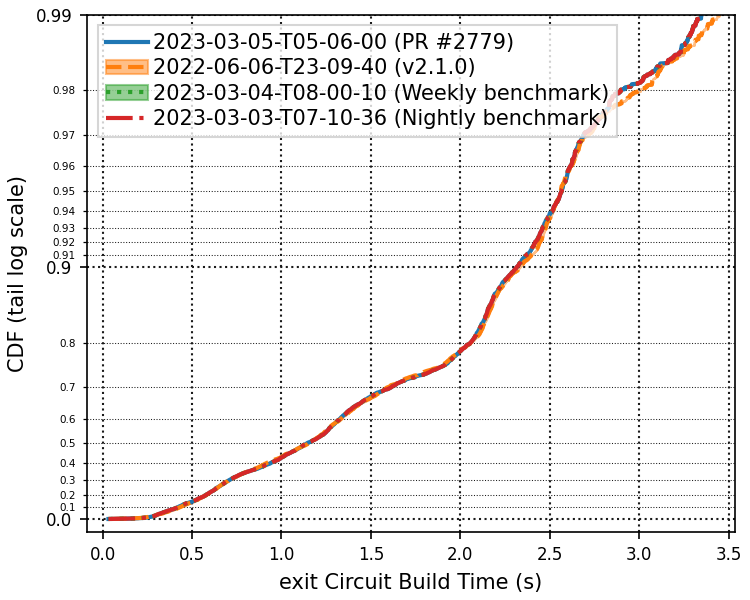 0.99
2023-03-05-T05-06-00 (PR #2779)
2022-06-06-T23-09-40 (v2.1.0)
2023-03-04-T08-00-10 (Weekly benchmark)
2023-03-03-T07-10-36 (Nightly benchmark)
0.98
0.97
0.96
0.95
0.94
0.93
0.92
0.91
0.9
0.8
0.7
0.6
0.5
0.4
0.3
0.2
0.1
0.0
CDF (tail log scale)
0.0 0.5 1.0 1.5 2.0 2.5 3.0 3.5
exit Circuit Build Time (s)